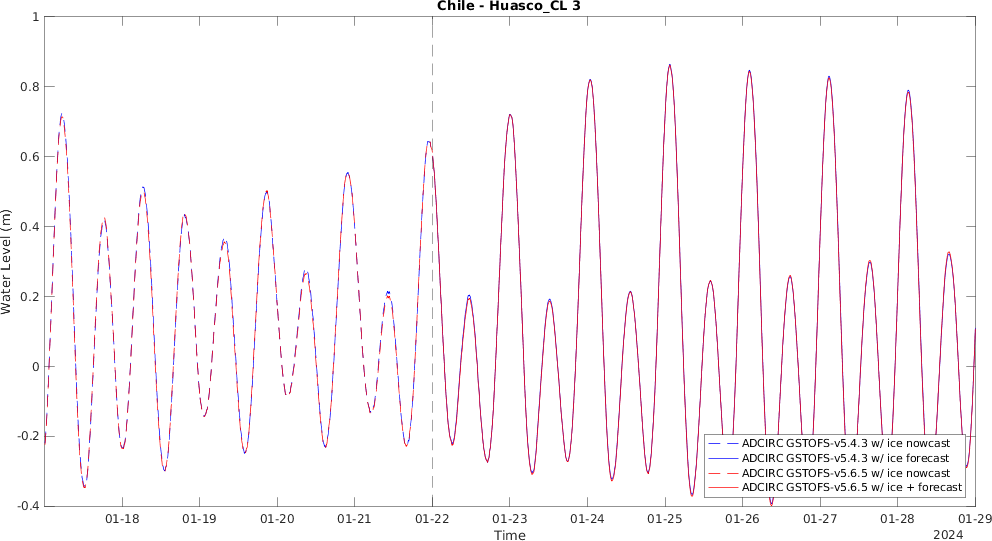 Chile - Huasco_CL 3
Water Level (m)
1
0.8
0.6
0.4
0.2
0
-0.2
-0.4
ADCIRC GSTOFS-v5.4.3 w/ ice nowcast
ADCIRC GSTOFS-v5.4.3 w/ ice forecast
ADCIRC GSTOFS-v5.6.5 w/ ice nowcast
ADCIRC GSTOFS-v5.6.5 w/ ice + forecast
01-18 01-19 01-20 01-21 01-22 01-23 01-24 01-25 01-26 01-27 01-28 01-29
Time
2024